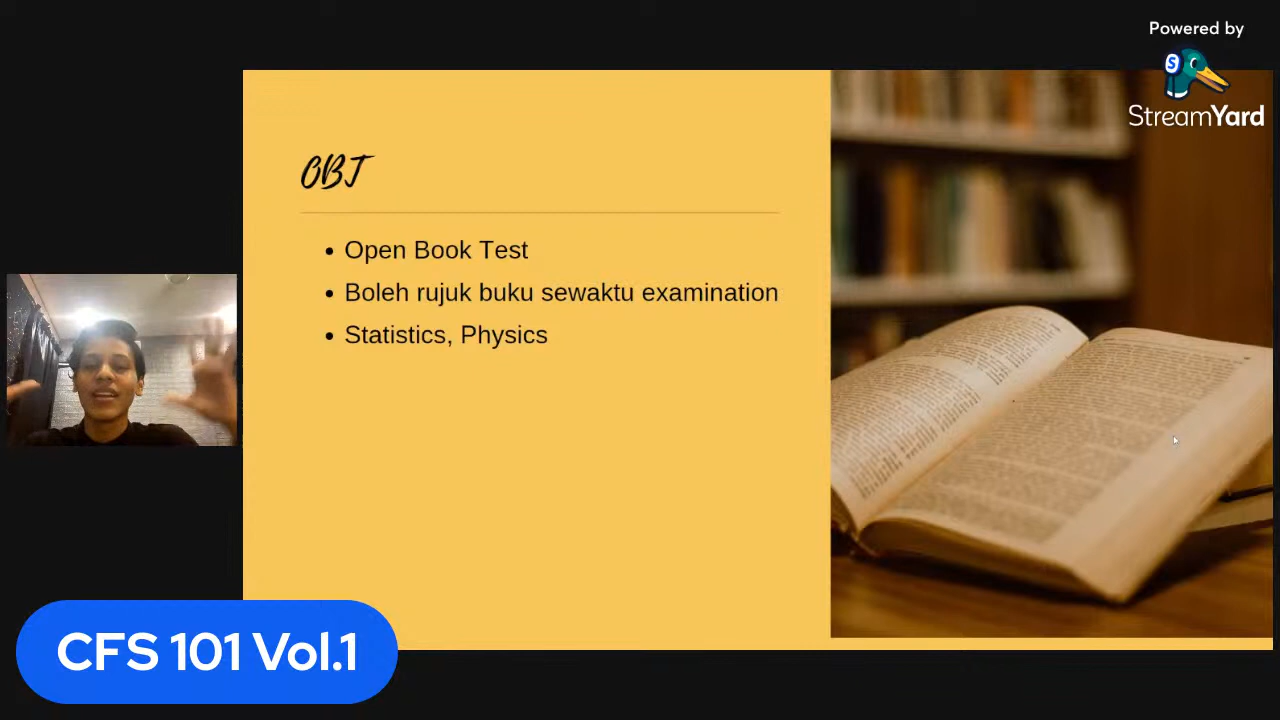 Powered by
StreamYard
OBT
Open Book Test
Boleh rujuk buku sewaktu examination
Statistics, Physics
CFS 101 Vol.1